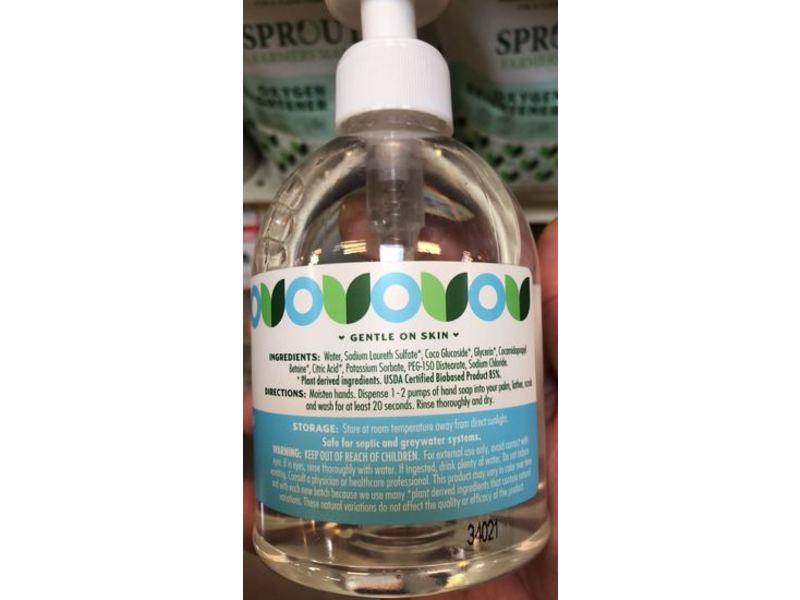 SPROUT
FARMERS MA
OXYGEN
SPRO
FARMERS
OXYGEN
GENTLE ON SKIN
INGREDIENTS: Water, Sodium Laureth Sulfate*, Coco Glucoside*, Glycerin*, Cocamidopropyl
Betaine*, Citric Acid*, Potassium Sorbate, PEG-150 Distearate, Sodium Chloride.
* Plant derived ingredients. USDA Certified Biobased Product 85%.
DIRECTIONS: Moisten hands. Dispense 1-2 pumps of hand soap into your palm, lather, scrub
and wash for at least 20 seconds. Rinse thoroughly and dry.
STORAGE: Store at room temperature away from direct sunlight.
Safe for septic and greywater systems.
WARNING: KEEP OUT OF REACH OF CHILDREN. For external use only, avoid contact with
eyes. If in eyes, rinse thoroughly with water. If ingested, drink plenty of water. Do not induce
vomiting. Consult a physician or healthcare professional. This product may vary in color over time
and with each new batch because we use many *plant derived ingredients that contain natural
variations. These natural variations do not affect the quality or efficacy of the product.
34021